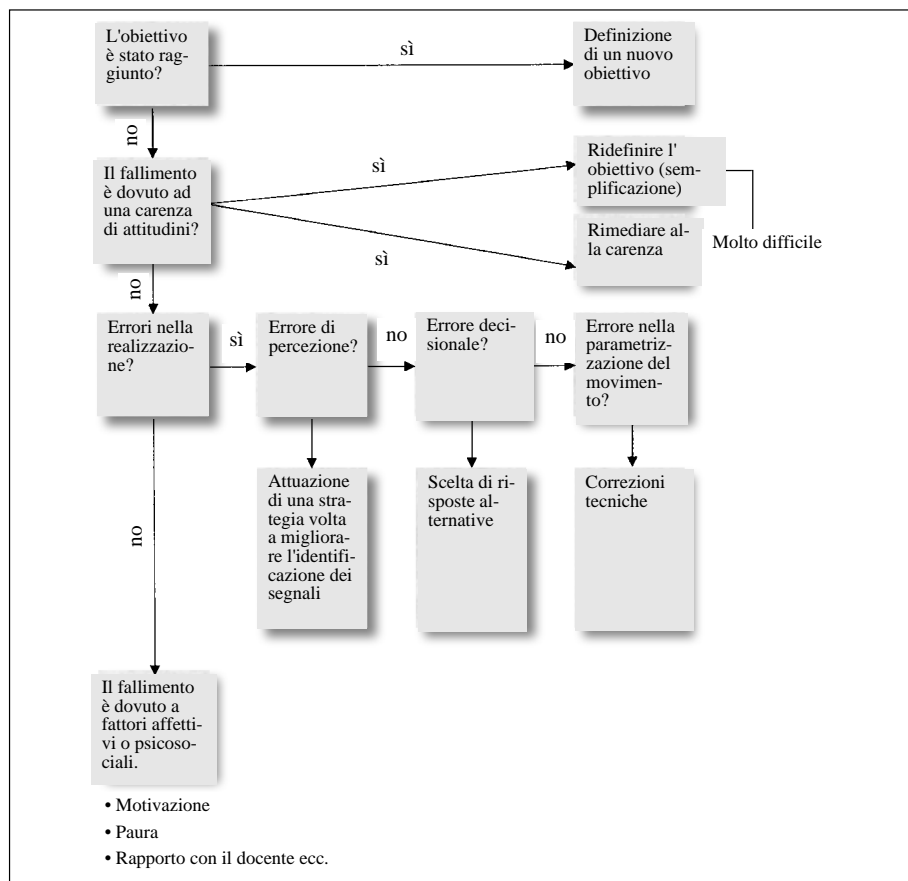 L'obiettivo
è stato rag-
giunto?
sì
Definizione
di un nuovo
obiettivo
no
Il fallimento
è dovuto ad
una carenza
di attitudini?
sì
Ridefinire l'
obiettivo (sem-
plificazione)
sì
Rimediare al-
lla carenza
Molto difficile
no
Errori nella
realizzazio-
ne?
sì
Errore di
percezione?
no
Errore deci-
sionale?
no
Errore nella
parametriz-
zazione del
movimen-
to?
Attuazione
di una stra-
tegia volta
a migliora-
re l'identifi-
cazione dei
segnali
Scelta di ri-
sposte al-
ternative
Correzioni
tecniche
no
Il fallimento
è dovuto a
fattori affetti-
vi o psicoso-
ciali.
• Motivazione
• Paura
• Rapporto con il docente ecc.